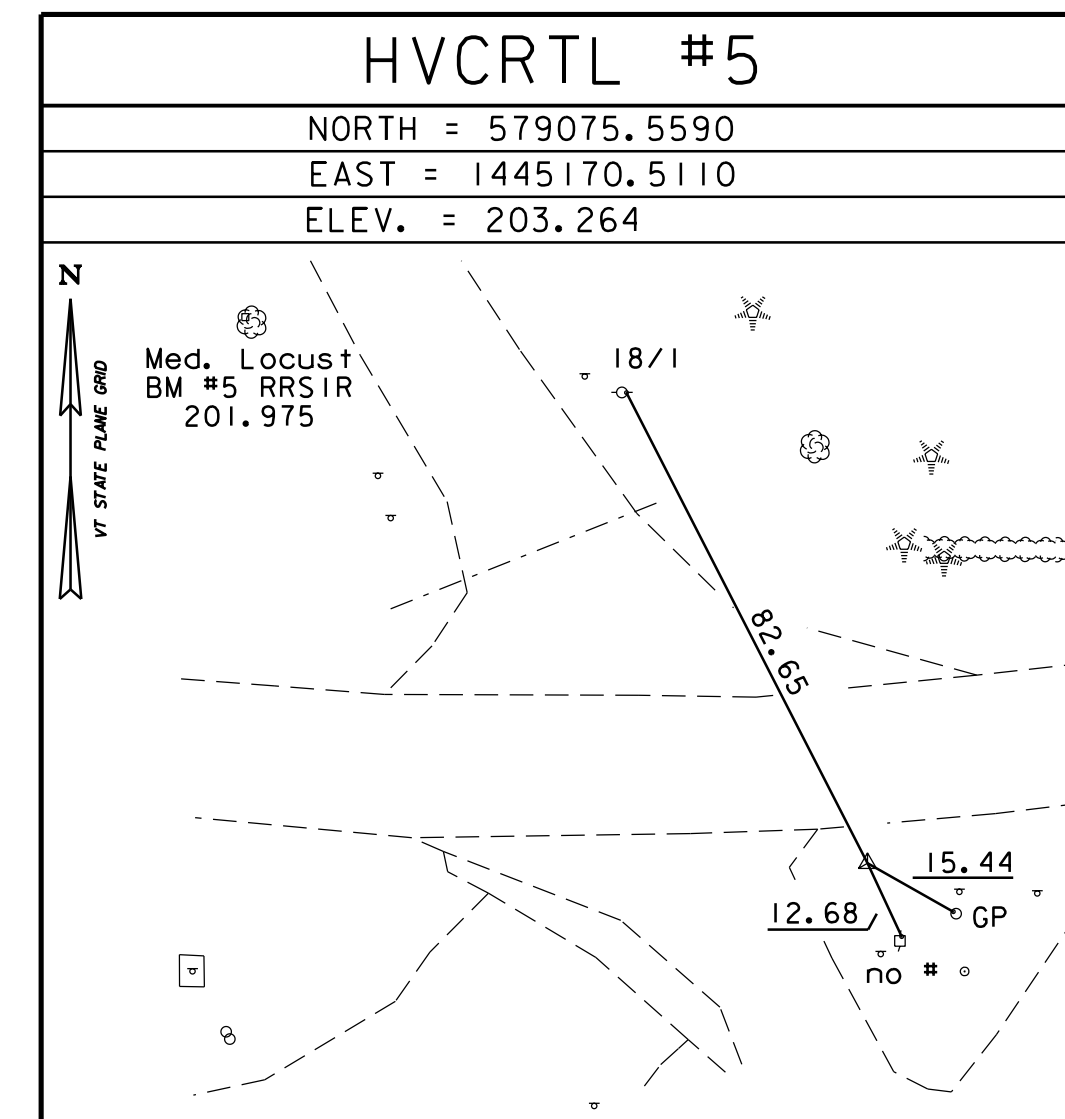 HVCRTL #5
NORTH = 579075.5590
EAST = 1445170.5110
ELEV. = 203.264
N
VT STATE PLANE GRID
Med. Locust
BM #5 RRSIR
201.975
18/1
82.65
15.44
12.68
GP
no #